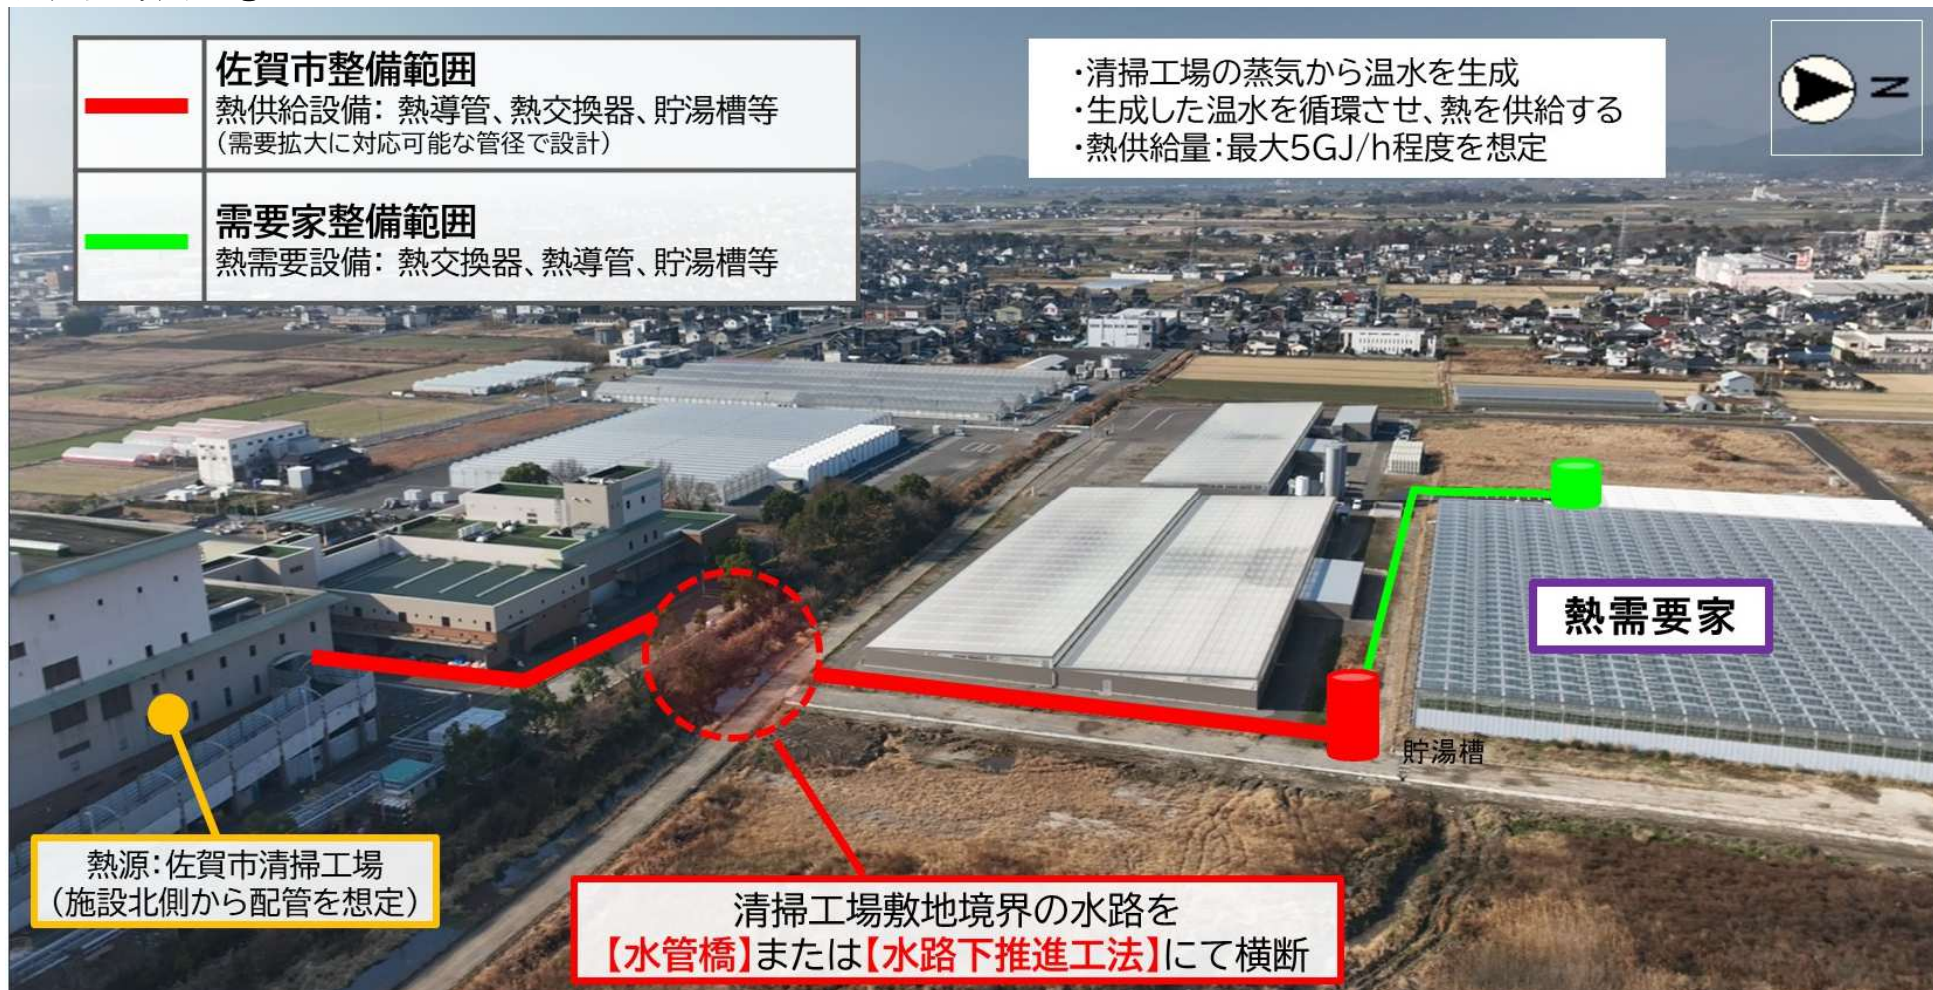 佐賀市整備範囲
熱供給設備： 熱導管、熱交換器、貯湯槽等
（需要拡大に対応可能な管径で設計）
需要家整備範囲
熱需要設備： 熱交換器、熱導管、貯湯槽等
・清掃工場の蒸気から温水を生成
・生成した温水を循環させ、熱を供給する
・熱供給量：最大5GJ/h程度を想定
N
熱需要家
貯湯槽
熱源：佐賀市清掃工場
（施設北側から配管を想定）
清掃工場敷地境界の水路を
【水管橋】または【水路下推進工法】にて横断